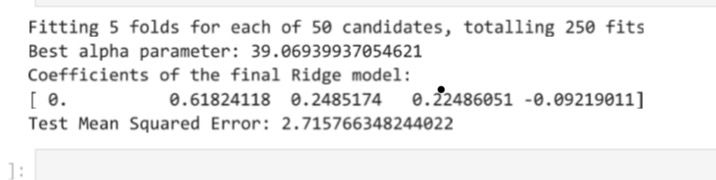 Fitting 5 folds for each of 50 candidates, totalling 250 fits
Best alpha parameter: 39.06939937054621
Coefficients of the final Ridge model:
[ 0.          0.61824118  0.2485174   0.22486051 -0.09219011]
Test Mean Squared Error: 2.715766348244022
]: